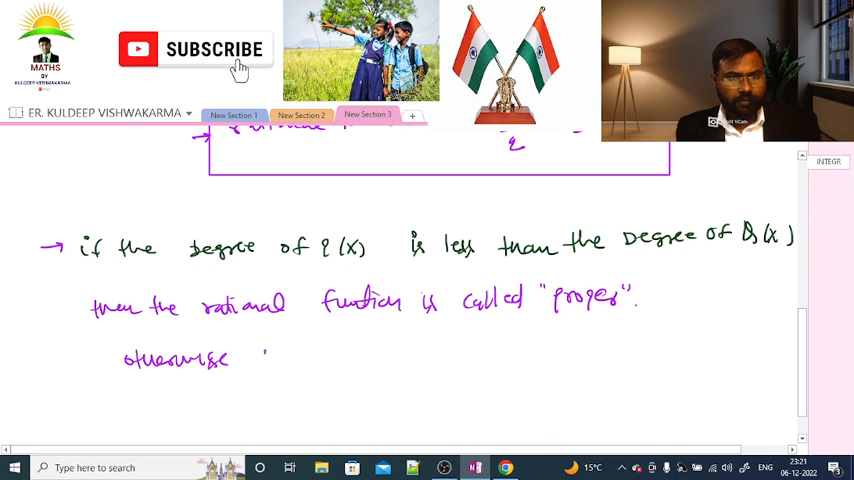 MATHS
BY
KULDEEP VISHWAKARMA
SUBSCRIBE
ER. KULDEEP VISHWAKARMA
New Section 1
New Section 2
New Section 3
INTEGR
→ if the Degree of P(x) is less than the Degree of Q(x)
then the rational function is called "proper".
otherwise '
Type here to search
15°C
ENG
23:21
06-12-2022
3